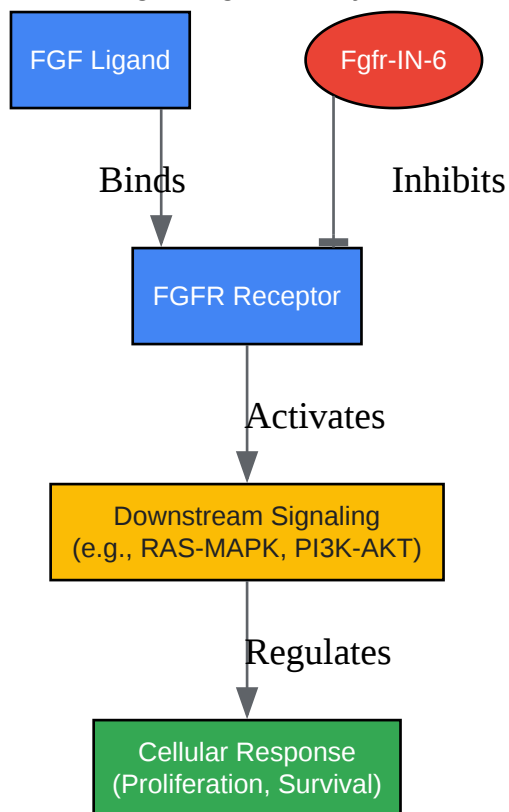 FGF Ligand
Fgfr-IN-6
Binds
Inhibits
FGFR Receptor
Activates
Downstream Signaling
(e.g., RAS-MAPK, PI3K-AKT)
Regulates
Cellular Response
(Proliferation, Survival)